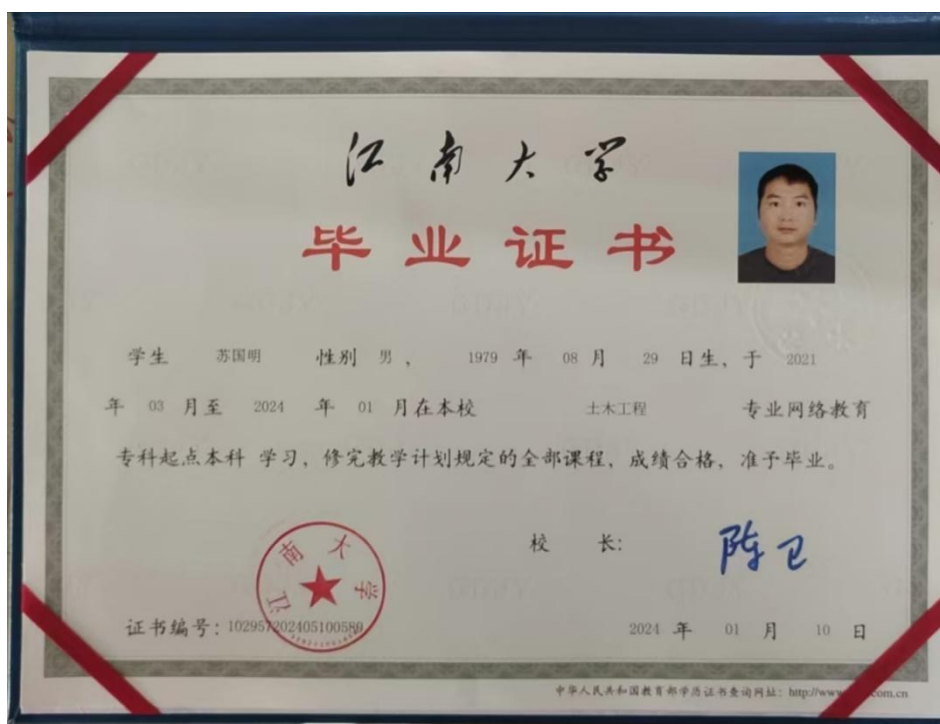 江南大学
毕业证书
学生 苏国明 性别 男， 1979 年 08 月 29 日生，于 2021
年 03 月至 2024 年 01 月在本校 土木工程 专业网络教育
专科起点本科 学习，修完教学计划规定的全部课程，成绩合格，准予毕业。
校 长：
陈卫
江南大学
证书编号：102957202405100589
2024 年 01 月 10 日
中华人民共和国教育部学历证书查询网址：http://www com.cn